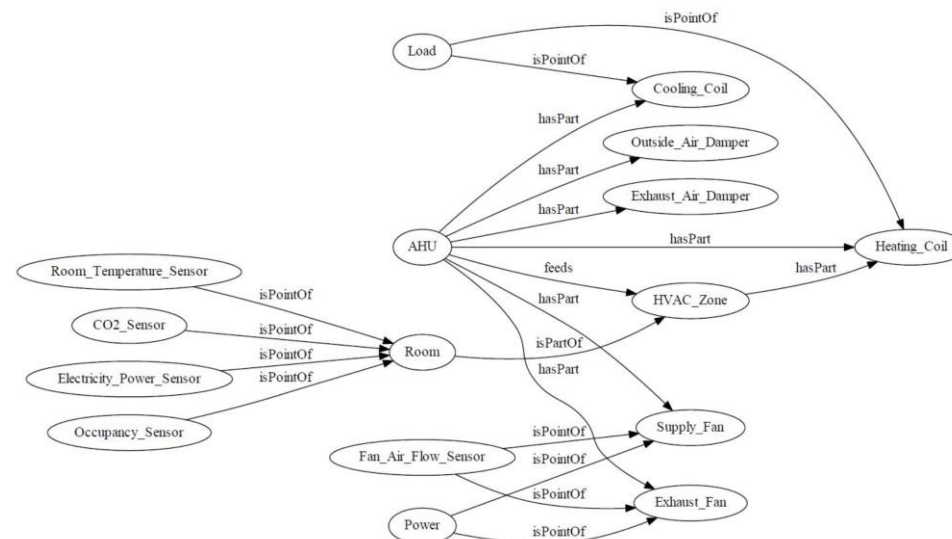 isPointOf
Load
isPointOf
Cooling_Coil
hasPart
Outside_Air_Damper
hasPart
hasPart
Exhaust_Air_Damper
AHU
hasPart
Heating_Coil
Room_Temperature_Sensor
feeds
hasPart
isPointOf
hasPart
HVAC_Zone
CO2_Sensor
isPointOf
Room
isPartOf
isPointOf
hasPart
Electricity_Power_Sensor
isPointOf
Occupancy_Sensor
isPointOf
Supply_Fan
Fan_Air_Flow_Sensor
isPointOf
isPointOf
Exhaust_Fan
Power
isPointOf